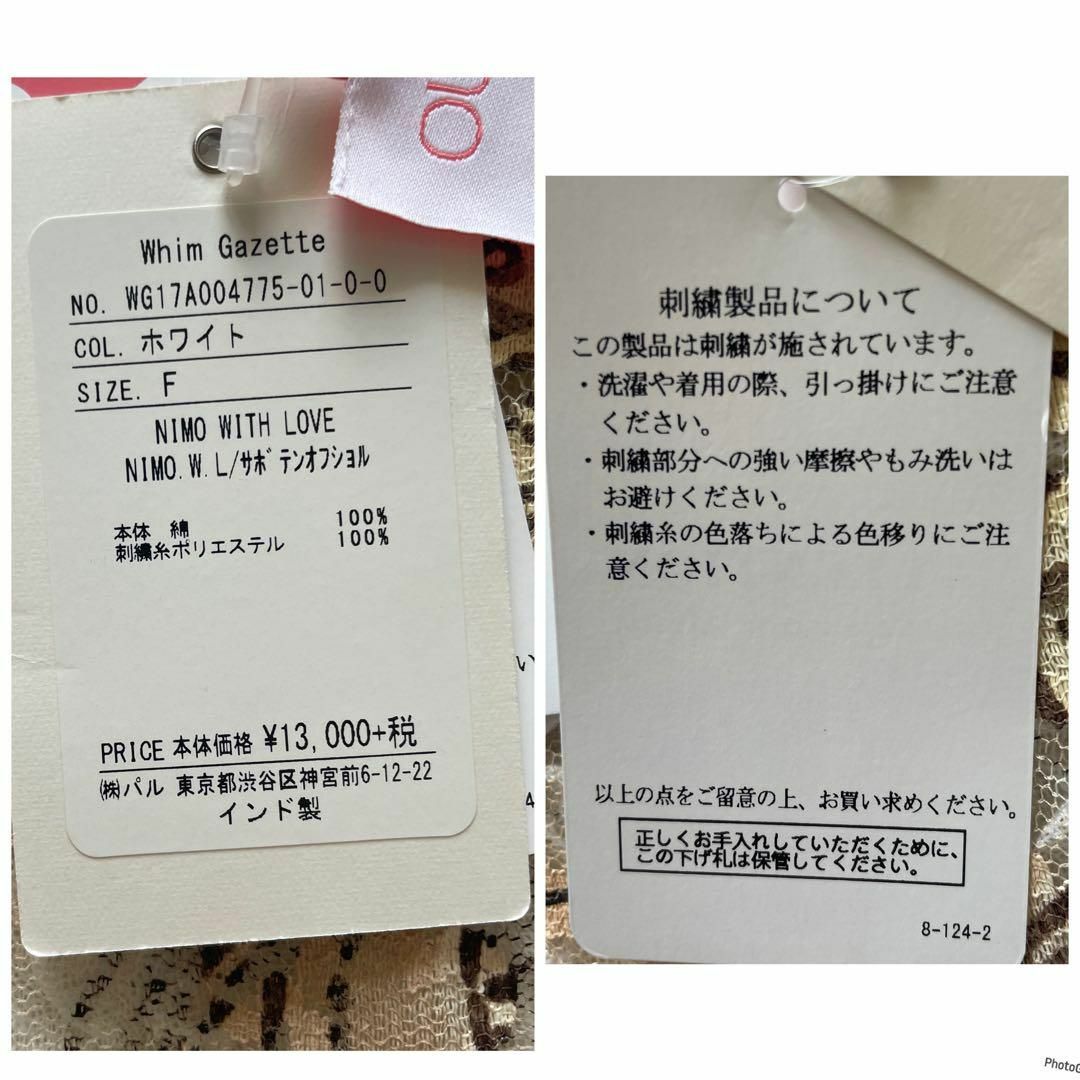 Whim Gazette
NO. WG17A004775-01-0-0
COL. ホワイト
SIZE. F
NIMO WITH LOVE
NIMO.W.L/サボテンオフショル
本体 綿 100%
刺繍糸ポリエステル 100%
PRICE 本体価格 ¥13,000+税
㈱パル 東京都渋谷区神宮前6-12-22
インド製
刺繍製品について
この製品は刺繍が施されています。
・洗濯や着用の際、引っ掛けにご注意
ください。
・刺繍部分への強い摩擦やもみ洗いは
お避けください。
・刺繍糸の色落ちによる色移りにご注
意ください。
以上の点をご留意の上、お買い求めください。
正しくお手入れしていただくために、
この下げ札は保管してください。
8-124-2